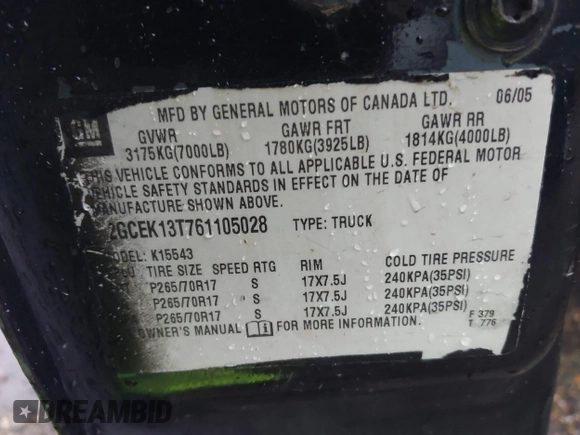 MFD BY GENERAL MOTORS OF CANADA LTD. 06/05
GM
GVWR GAWR FRT GAWR RR
3175KG(7000LB) 1780KG(3925LB) 1814KG(4000LB)
THIS VEHICLE CONFORMS TO ALL APPLICABLE U.S. FEDERAL MOTOR
VEHICLE SAFETY STANDARDS IN EFFECT ON THE DATE OF
MANUFACTURE SHOWN ABOVE.
2GCEK13T761105028 TYPE: TRUCK
MODEL: K15543
TIRE SIZE SPEED RTG RIM COLD TIRE PRESSURE
P265/70R17 S 17X7.5J 240KPA(35PSI)
P265/70R17 S 17X7.5J 240KPA(35PSI)
P265/70R17 S 17X7.5J 240KPA(35PSI)
OWNER'S MANUAL FOR MORE INFORMATION.
F 379
T 776
DREAMBID